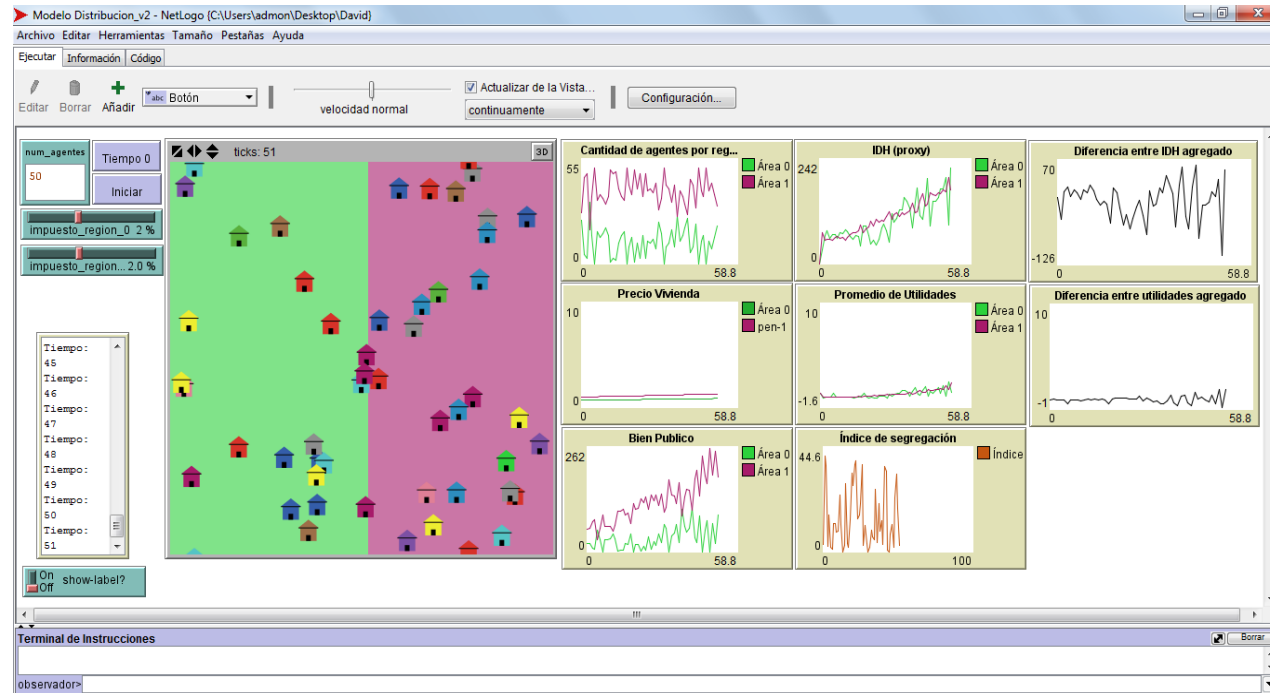 Modelo Distribucion_v2 - NetLogo {C:\Users\admon\Desktop\David}
Archivo Editar Herramientas Tamaño Pestañas Ayuda
Ejecutar Información Código
Editar Borrar Añadir
abc Botón
velocidad normal
Actualizar de la Vista...
continuamente
Configuración...
num_agentes
50
Tiempo 0
Iniciar
impuesto_region_0 2 %
impuesto_region... 2.0 %
Tiempo:
45
Tiempo:
46
Tiempo:
47
Tiempo:
48
Tiempo:
49
Tiempo:
50
Tiempo:
51
On
Off
show-label?
ticks: 51
3D
Cantidad de agentes por reg...
55
0
0 58.8
Área 0
Área 1
IDH (proxy)
242
0
0 58.8
Área 0
Área 1
Diferencia entre IDH agregado
70
-126
0 58.8
Precio Vivienda
10
0
0 58.8
Área 0
pen-1
Promedio de Utilidades
10
-1.6
0 58.8
Área 0
Área 1
Diferencia entre utilidades agregado
10
-1
0 58.8
Bien Publico
262
0
0 58.8
Área 0
Área 1
Índice de segregación
44.6
0
0 100
Índice
Terminal de Instrucciones
Borrar
observador>